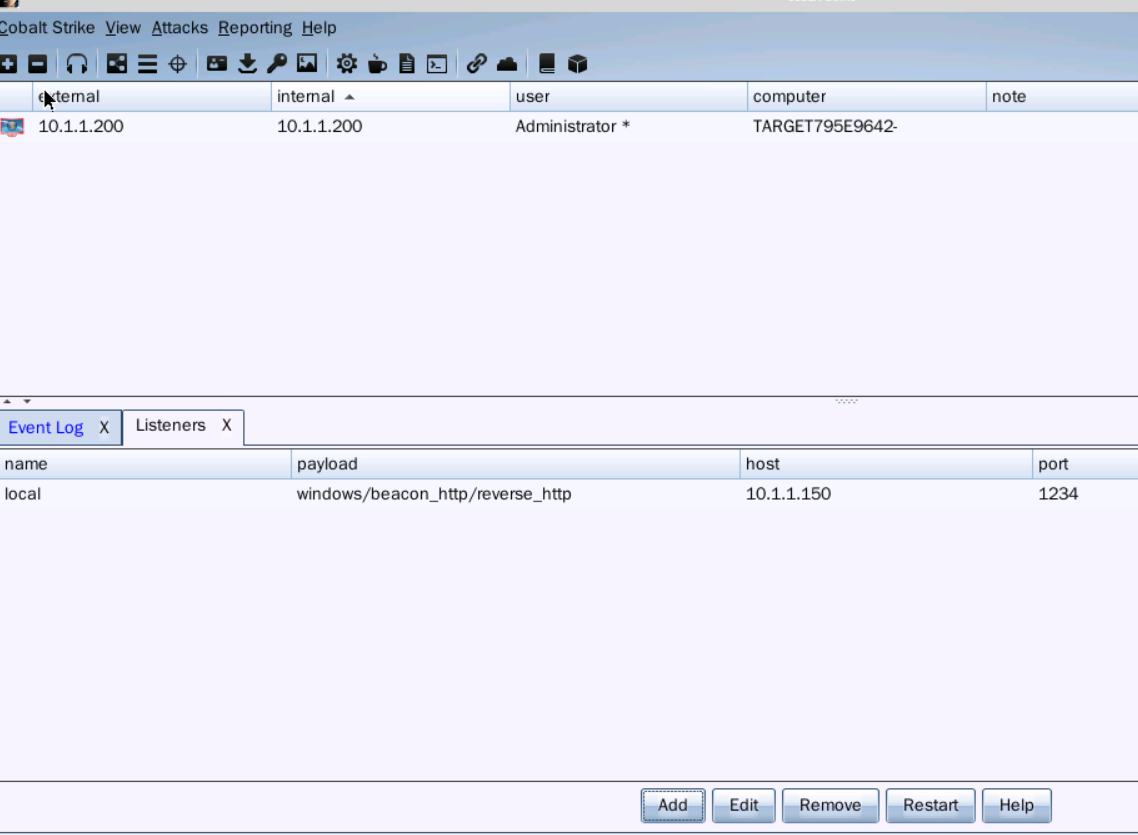 Cobalt Strike View Attacks Reporting Help
external internal user computer note
10.1.1.200 10.1.1.200 Administrator * TARGET795E9642-
Event Log X Listeners X
name payload host port
local windows/beacon_http/reverse_http 10.1.1.150 1234
Add Edit Remove Restart Help